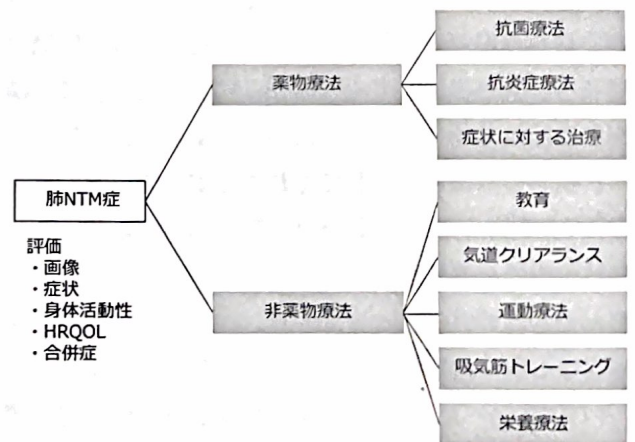 抗菌療法
薬物療法
抗炎症療法
症状に対する治療
肺NTM症
教育
評価
・画像
・症状
・身体活動性
・HRQOL
・合併症
気道クリアランス
非薬物療法
運動療法
吸気筋トレーニング
栄養療法